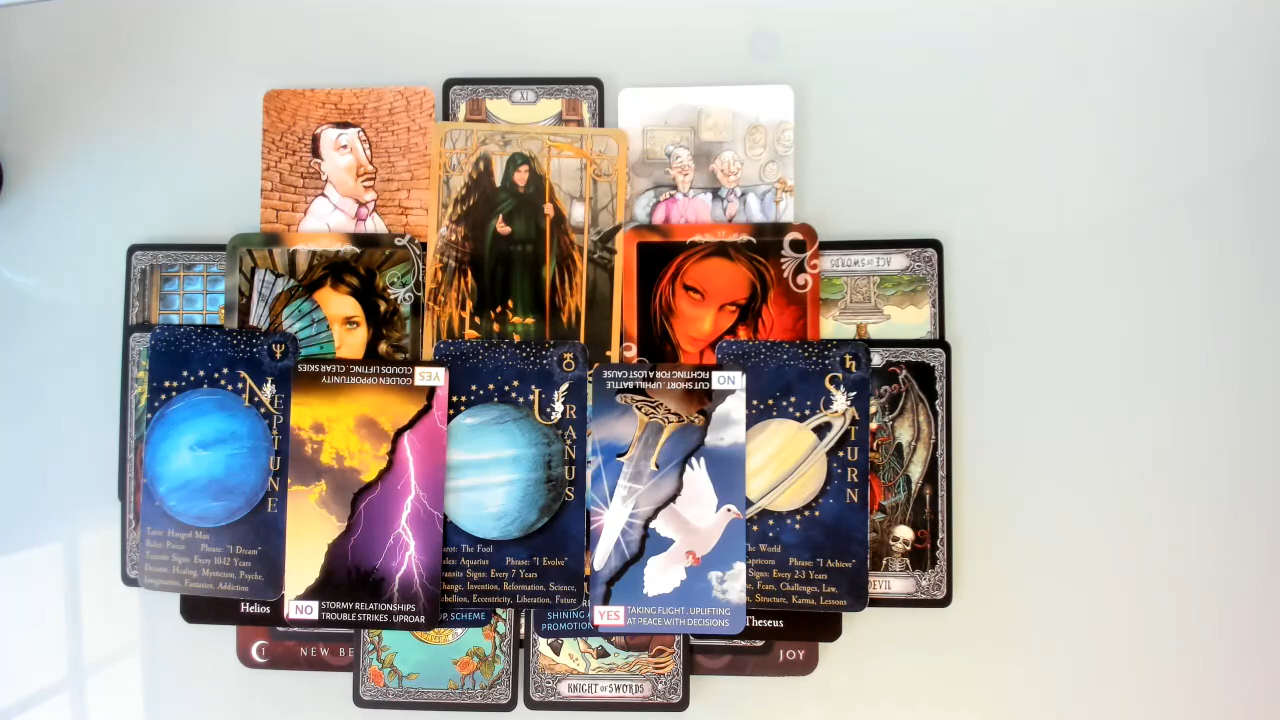 XI
ACE OF SWORDS
NEPTUNE
Tarot: Hanged Man
Rules: Pisces Phrase: "I Dream"
Transits Signs: Every 10-12 Years
Dreams, Healing, Mysticism, Psyche,
Imagination, Fantasies, Addiction
YES
GOLDEN OPPORTUNITY
CLOUDS LIFTING . CLEAR SKIES
NO
STORMY RELATIONSHIPS
TROUBLE STRIKES . UPROAR
URANUS
Tarot: The Fool
Rules: Aquarius Phrase: "I Evolve"
Transits Signs: Every 7 Years
Change, Invention, Reformation, Science,
Rebellion, Eccentricity, Liberation, Future
NO
CUT SHORT . UPHILL BATTLE
FIGHTING FOR A LOST CAUSE
YES
TAKING FLIGHT . UPLIFTING
AT PEACE WITH DECISIONS
SATURN
The World
Capricorn Phrase: "I Achieve"
Signs: Every 2-3 Years
Fears, Challenges, Law,
Structure, Karma, Lessons
DEVIL
Helios
Theseus
UP, SCHEME
SHINING
PROMOTION
1 NEW BE
JOY
KNIGHT OF SWORDS